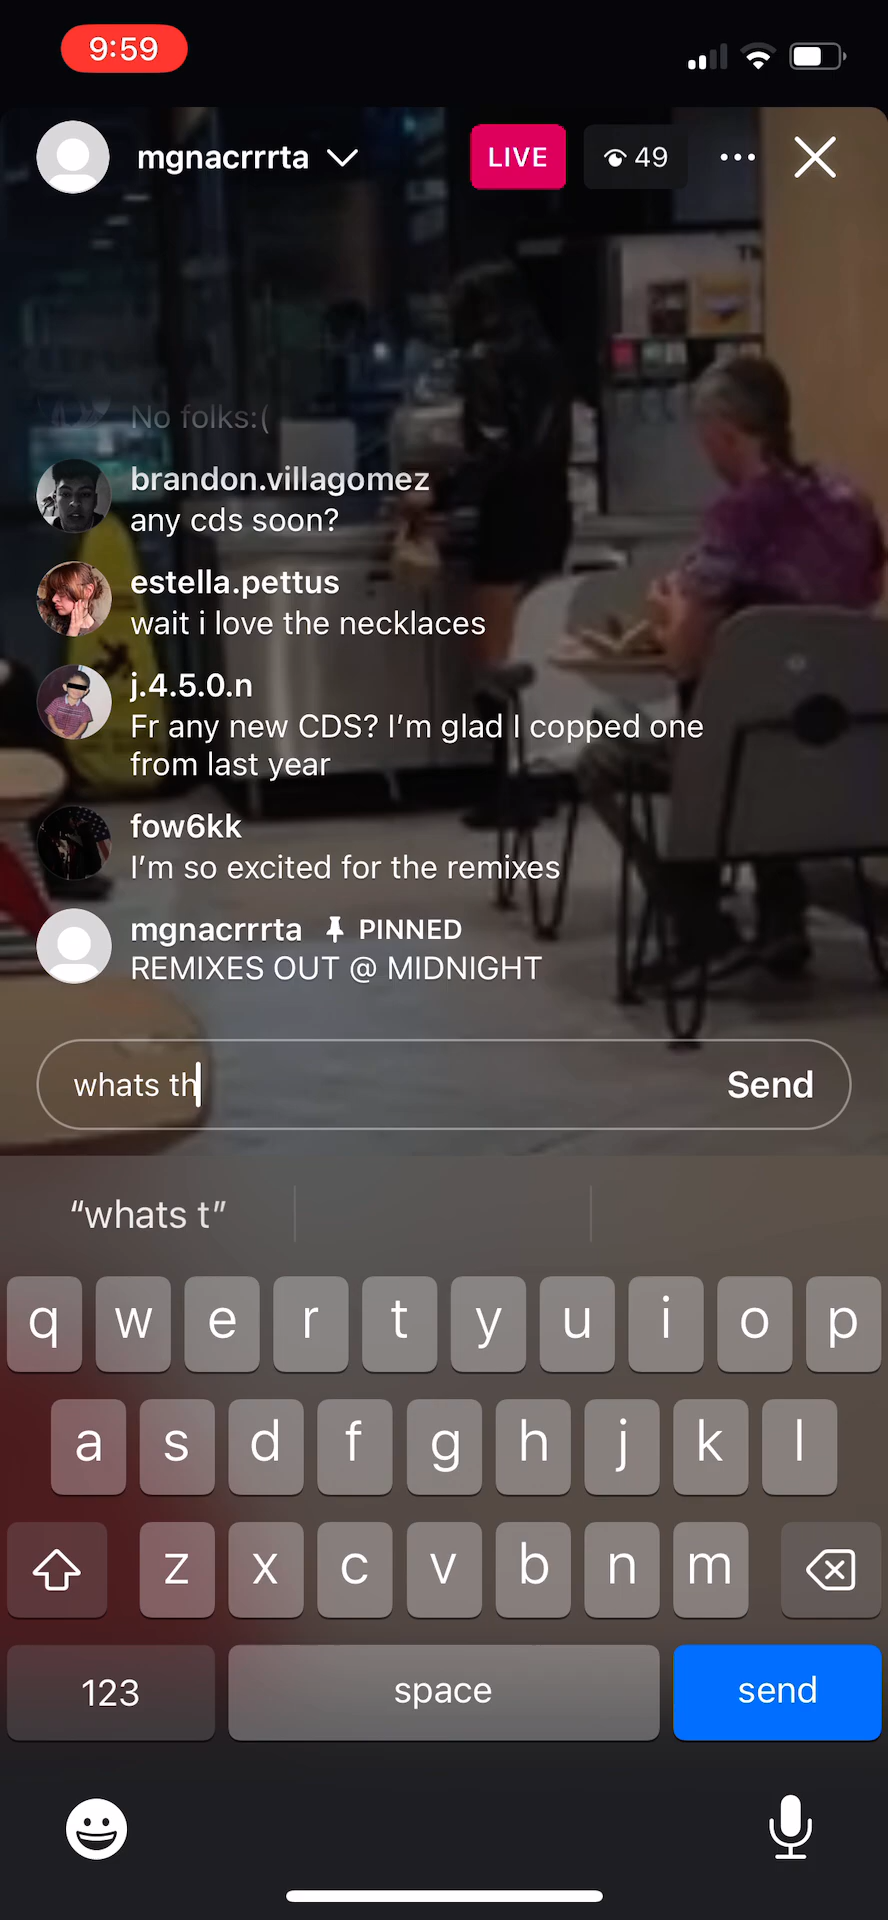 9:59
mgnacrrrta
LIVE
49
No folks:(
brandon.villagomez
any cds soon?
estella.pettus
wait i love the necklaces
j.4.5.0.n
Fr any new CDS? I’m glad I copped one
from last year
fow6kk
I’m so excited for the remixes
mgnacrrrta PINNED
REMIXES OUT @ MIDNIGHT
whats th
Send
“whats t”
q w e r t y u i o p
a s d f g h j k l
z x c v b n m
123 space send